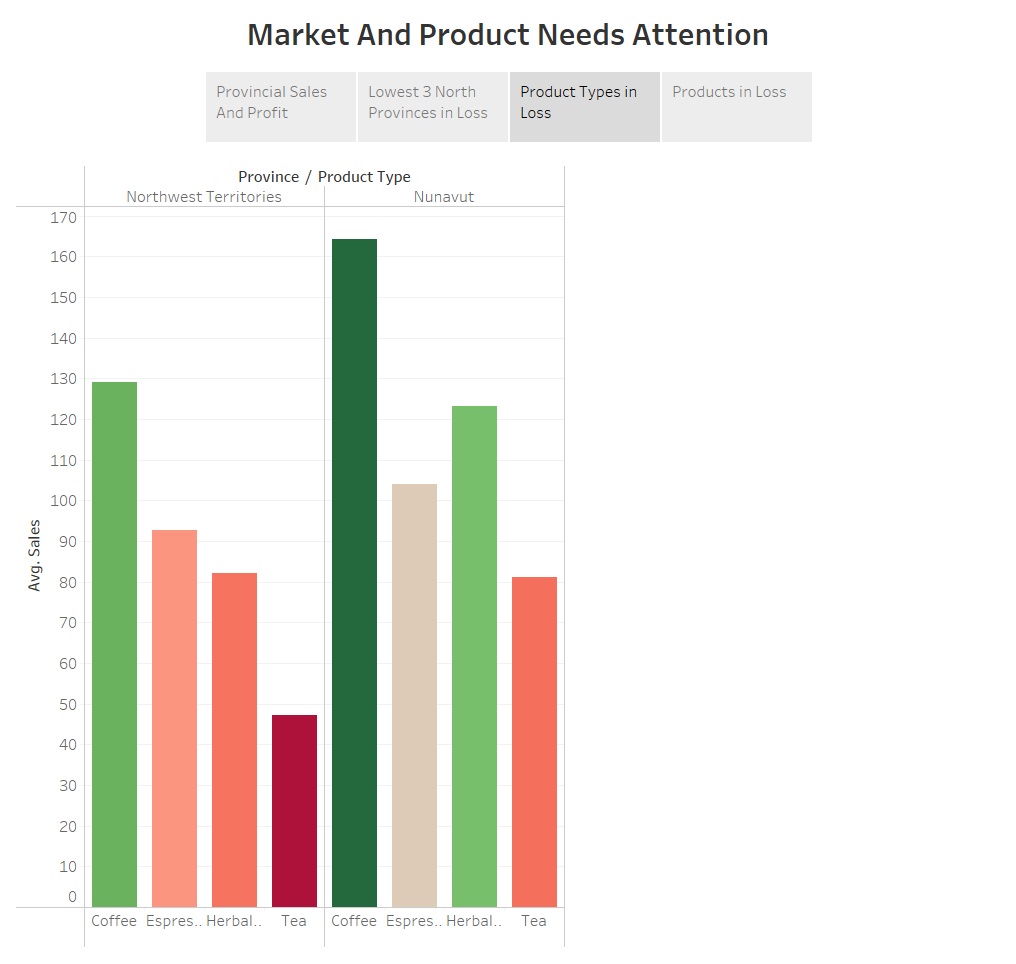 Market And Product Needs Attention
Provincial Sales And Profit
Lowest 3 North Provinces in Loss
Product Types in Loss
Products in Loss
Province / Product Type
Northwest Territories
Nunavut
170
160
150
140
130
120
110
100
90
80
70
60
50
40
30
20
10
0
Avg. Sales
Coffee Espres.. Herbal.. Tea Coffee Espres.. Herbal.. Tea